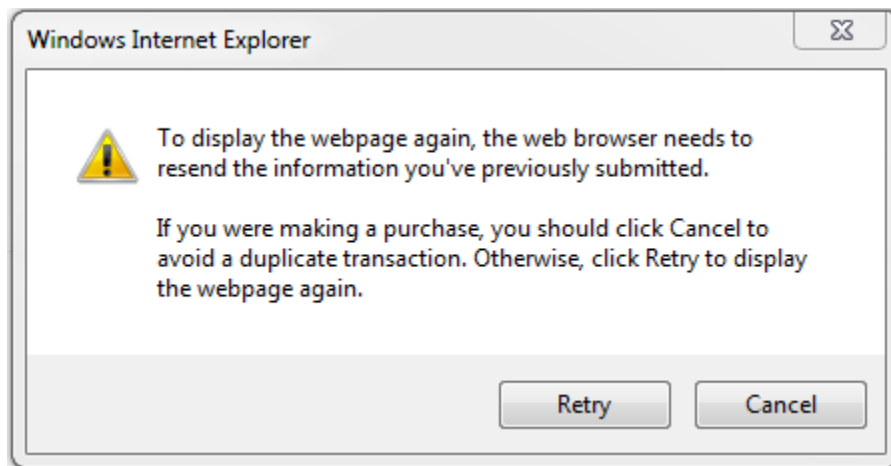 Windows Internet Explorer
To display the webpage again, the web browser needs to
resend the information you've previously submitted.
If you were making a purchase, you should click Cancel to
avoid a duplicate transaction. Otherwise, click Retry to display
the webpage again.
Retry
Cancel